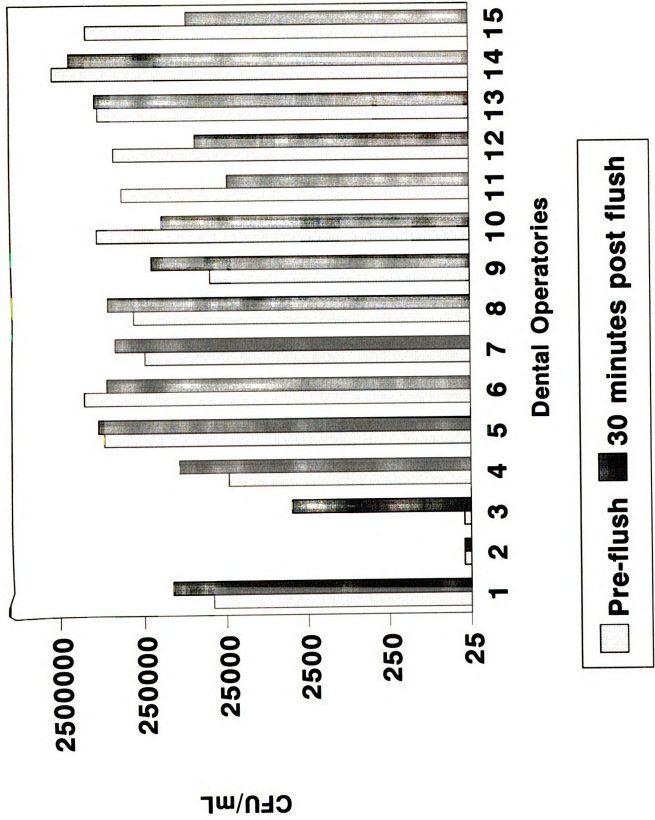 CFU/mL
2500000
250000
25000
2500
250
25
1 2 3 4 5 6 7 8 9 10 11 12 13 14 15
Dental Operatories
Pre-flush 30 minutes post flush